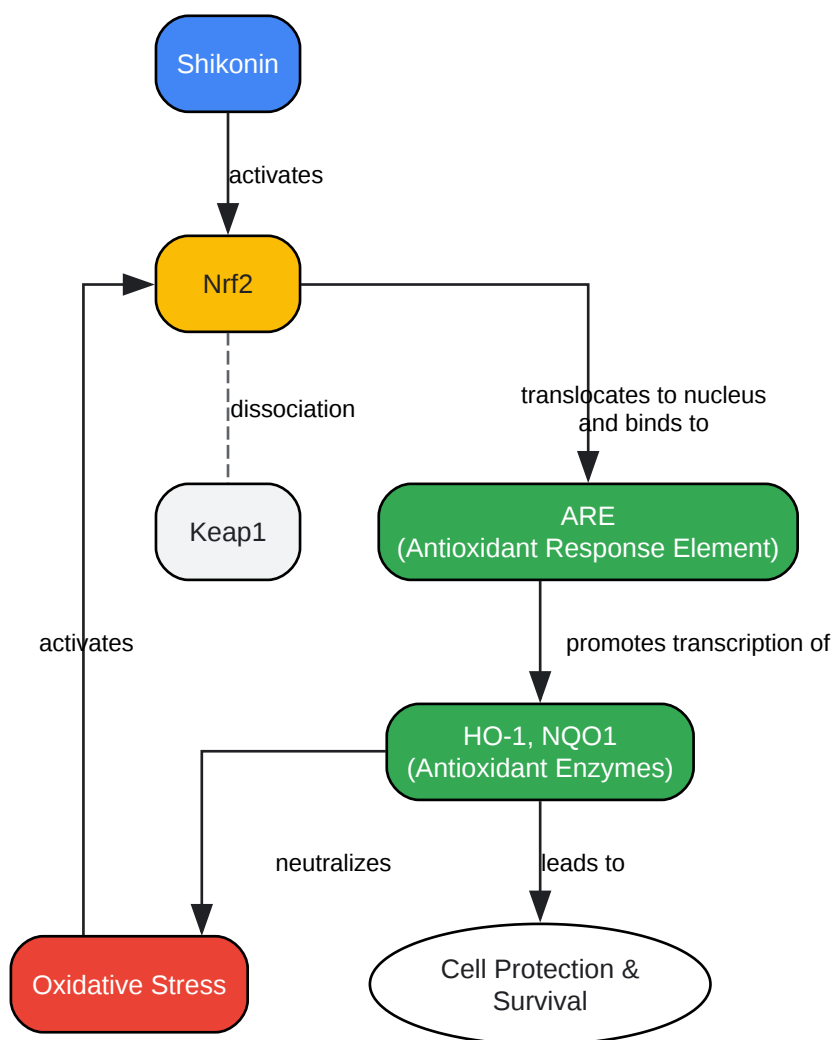 Shikonin
activates
Nrf2
dissociation
translocates to nucleus
and binds to
Keap1
ARE
(Antioxidant Response Element)
activates
promotes transcription of
HO-1, NQO1
(Antioxidant Enzymes)
neutralizes
leads to
Oxidative Stress
Cell Protection &
Survival